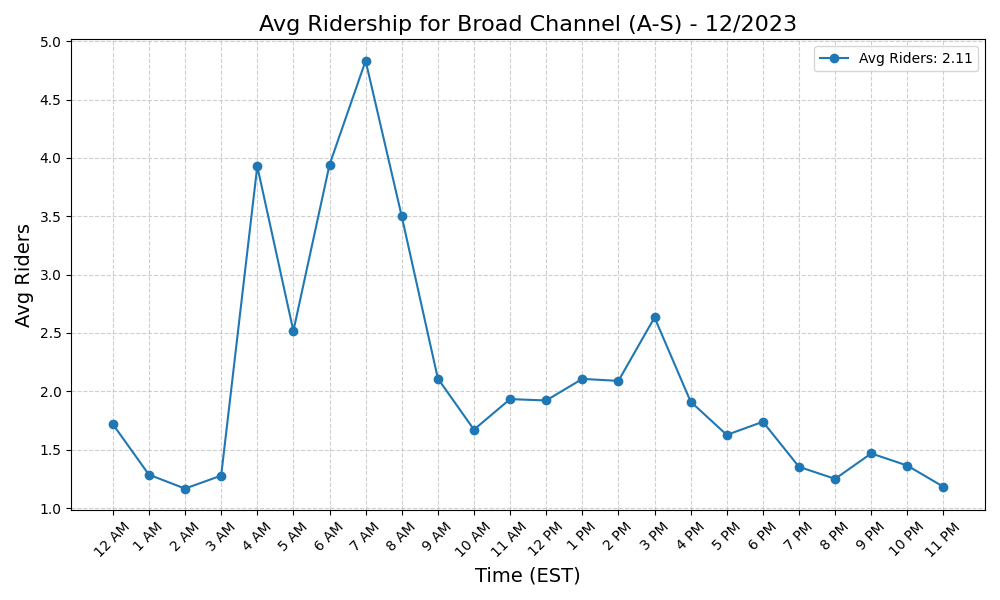 Avg Ridership for Broad Channel (A-S) - 12/2023
Avg Riders: 2.11
Avg Riders
5.0
4.5
4.0
3.5
3.0
2.5
2.0
1.5
1.0
12 AM
1 AM
2 AM
3 AM
4 AM
5 AM
6 AM
7 AM
8 AM
9 AM
10 AM
11 AM
12 PM
1 PM
2 PM
3 PM
4 PM
5 PM
6 PM
7 PM
8 PM
9 PM
10 PM
11 PM
Time (EST)